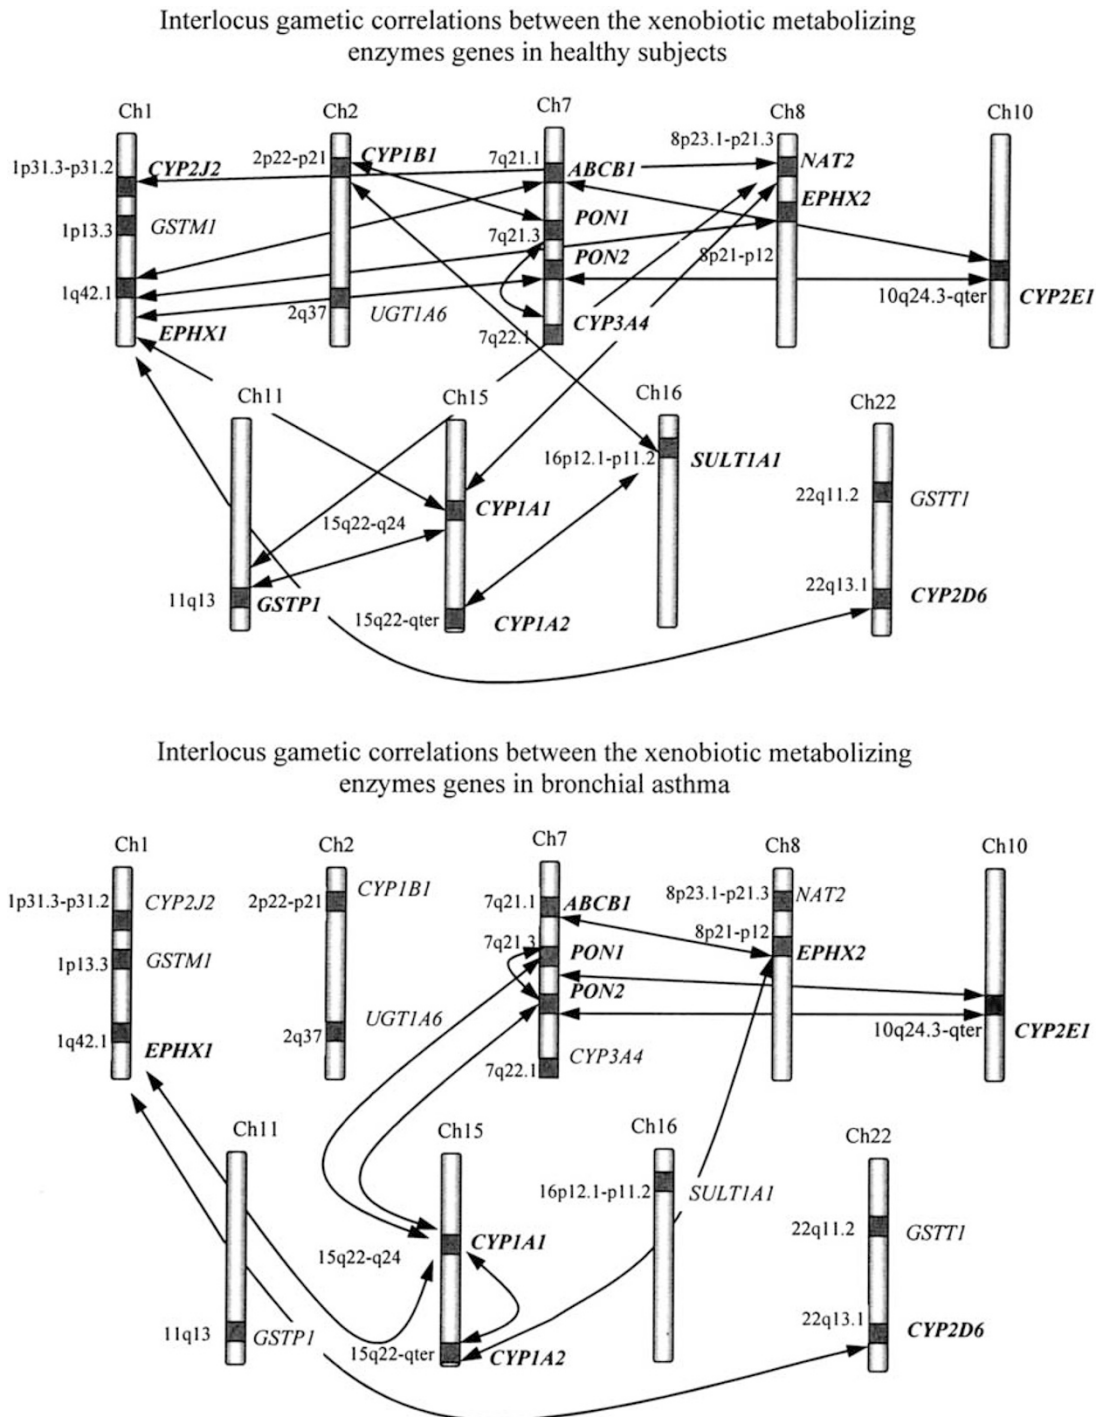 Interlocus gametic correlations between the xenobiotic metabolizing
enzymes genes in healthy subjects
Ch1
Ch2
Ch7
Ch8
Ch10
1p31.3-p31.2
CYP2J2
1p13.3
GSTM1
1q42.1
EPHX1
2p22-p21
CYP1B1
2q37
UGT1A6
7q21.1
ABCB1
PON1
7q21.3
PON2
CYP3A4
7q22.1
8p23.1-p21.3
NAT2
EPHX2
8p21-p12
10q24.3-qter
CYP2E1
Ch11
Ch15
Ch16
Ch22
11q13
GSTP1
CYP1A1
15q22-q24
15q22-qter
CYP1A2
16p12.1-p11.2
SULT1A1
22q11.2
GSTT1
22q13.1
CYP2D6
Interlocus gametic correlations between the xenobiotic metabolizing
enzymes genes in bronchial asthma
Ch1
Ch2
Ch7
Ch8
Ch10
1p31.3-p31.2
CYP2J2
1p13.3
GSTM1
1q42.1
EPHX1
2p22-p21
CYP1B1
UGT1A6
2q37
7q21.1
ABCB1
7q21.3
PON1
PON2
CYP3A4
7q22.1
8p23.1-p21.3
NAT2
8p21-p12
EPHX2
10q24.3-qter
CYP2E1
Ch11
Ch15
Ch16
Ch22
11q13
GSTP1
CYP1A1
15q22-q24
15q22-qter
CYP1A2
16p12.1-p11.2
SULT1A1
22q11.2
GSTT1
22q13.1
CYP2D6